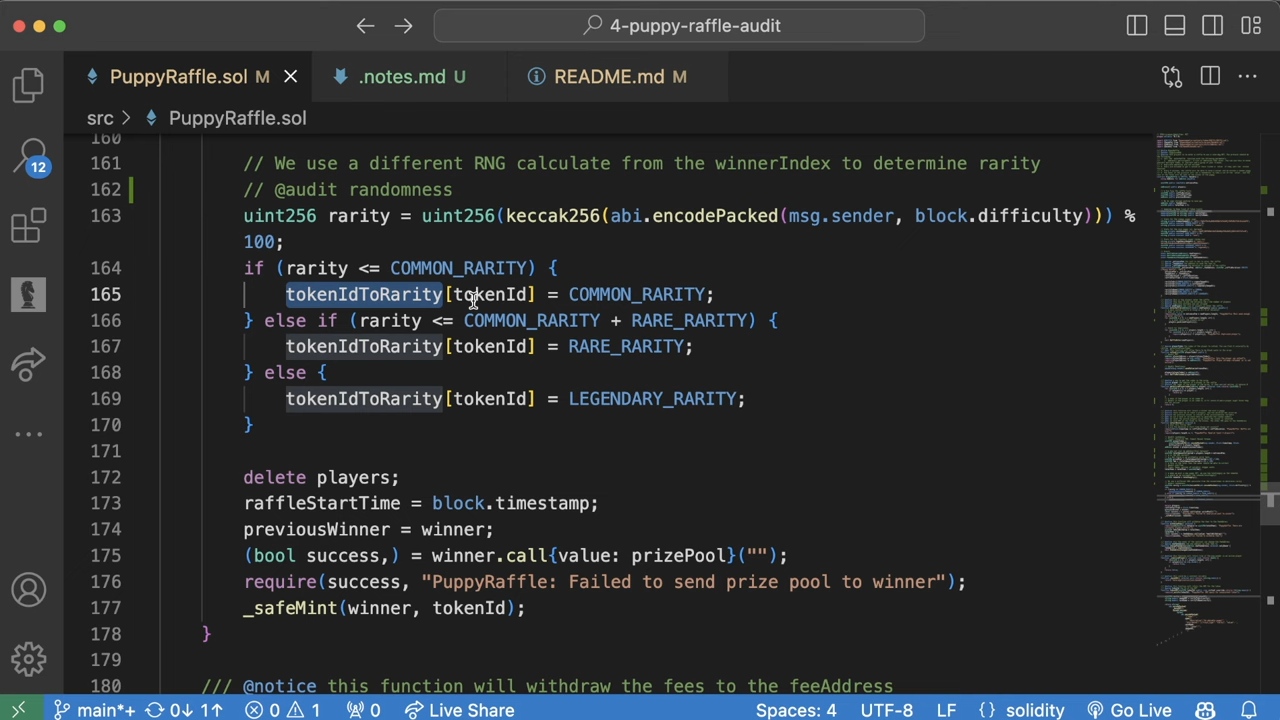 4-puppy-raffle-audit
PuppyRaffle.sol M
.notes.md U
README.md M
src > PuppyRaffle.sol
160
161 // We use a different RNG calculate from the winnerIndex to determine rarity
162 // @audit randomness
163 uint256 rarity = uint256(keccak256(abi.encodePacked(msg.sender, block.difficulty))) %
100;
164 if (rarity <= COMMON_RARITY) {
165 tokenIdToRarity[tokenId] = COMMON_RARITY;
166 } else if (rarity <= COMMON_RARITY + RARE_RARITY) {
167 tokenIdToRarity[tokenId] = RARE_RARITY;
168 } else {
169 tokenIdToRarity[tokenId] = LEGENDARY_RARITY;
170 }
171
172 delete players;
173 raffleStartTime = block.timestamp;
174 previousWinner = winner;
175 (bool success,) = winner.call{value: prizePool}("");
176 require(success, "PuppyRaffle: Failed to send prize pool to winner");
177 _safeMint(winner, tokenId);
178 }
179
180 /// @notice this function will withdraw the fees to the feeAddress
12
main*+ 0↓ 1↑ 0 1 0 Live Share Spaces: 4 UTF-8 LF {} solidity Go Live